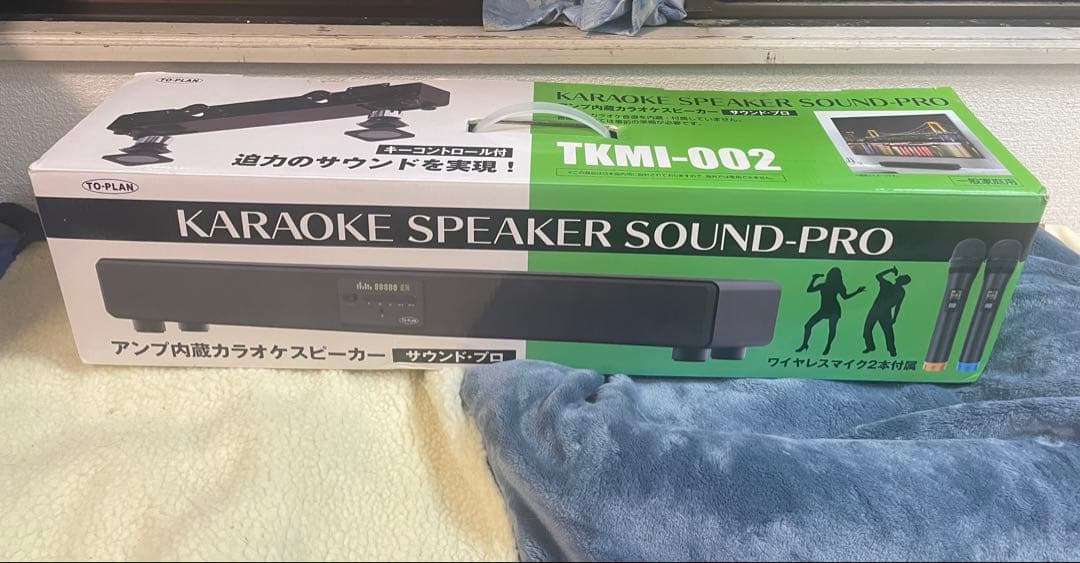 TO-PLAN
キーコントロール付
迫力のサウンドを実現！
KARAOKE SPEAKER SOUND-PRO
アンプ内蔵カラオケスピーカー サウンド・プロ
TKMI-002
一般家庭用
TO-PLAN
KARAOKE SPEAKER SOUND-PRO
TO-PLAN
アンプ内蔵カラオケスピーカー サウンド・プロ
ワイヤレスマイク2本付属